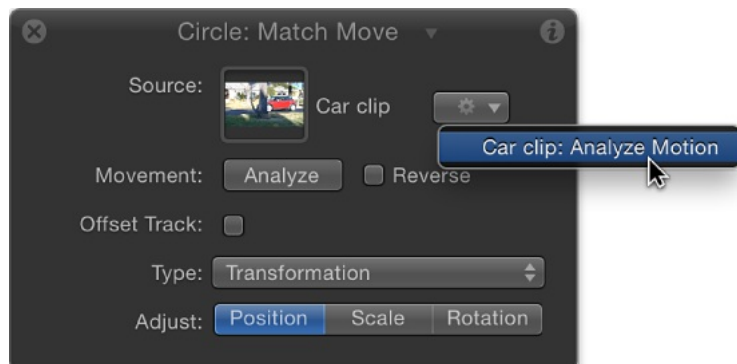 Circle: Match Move
Source:
Car clip
Car clip: Analyze Motion
Movement:
Analyze
Reverse
Offset Track:
Type:
Transformation
Adjust:
Position
Scale
Rotation